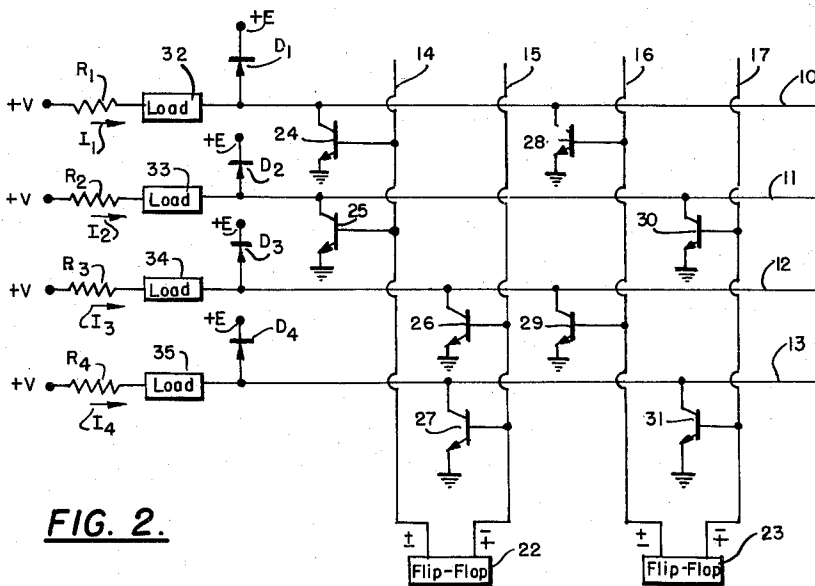 +E
32
D1
14
15
16
17
R1
+V
Load
I1
10
24
28
+E
33
D2
R2
+V
Load
I2
11
25
30
+E
34
D3
R3
+V
Load
I3
12
26
29
+E
35
D4
R4
+V
Load
I4
13
27
31
FIG. 2.
± ∓ 22
± ∓ 23
Flip-Flop
Flip-Flop